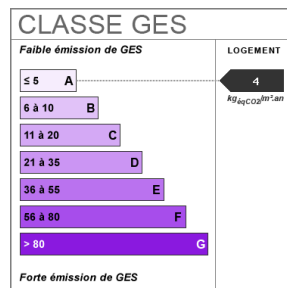 CLASSE GES
Faible émission de GES
LOGEMENT
≤ 5 A
4
kgéqCO2/m².an
6 à 10 B
11 à 20 C
21 à 35 D
36 à 55 E
56 à 80 F
> 80 G
Forte émission de GES